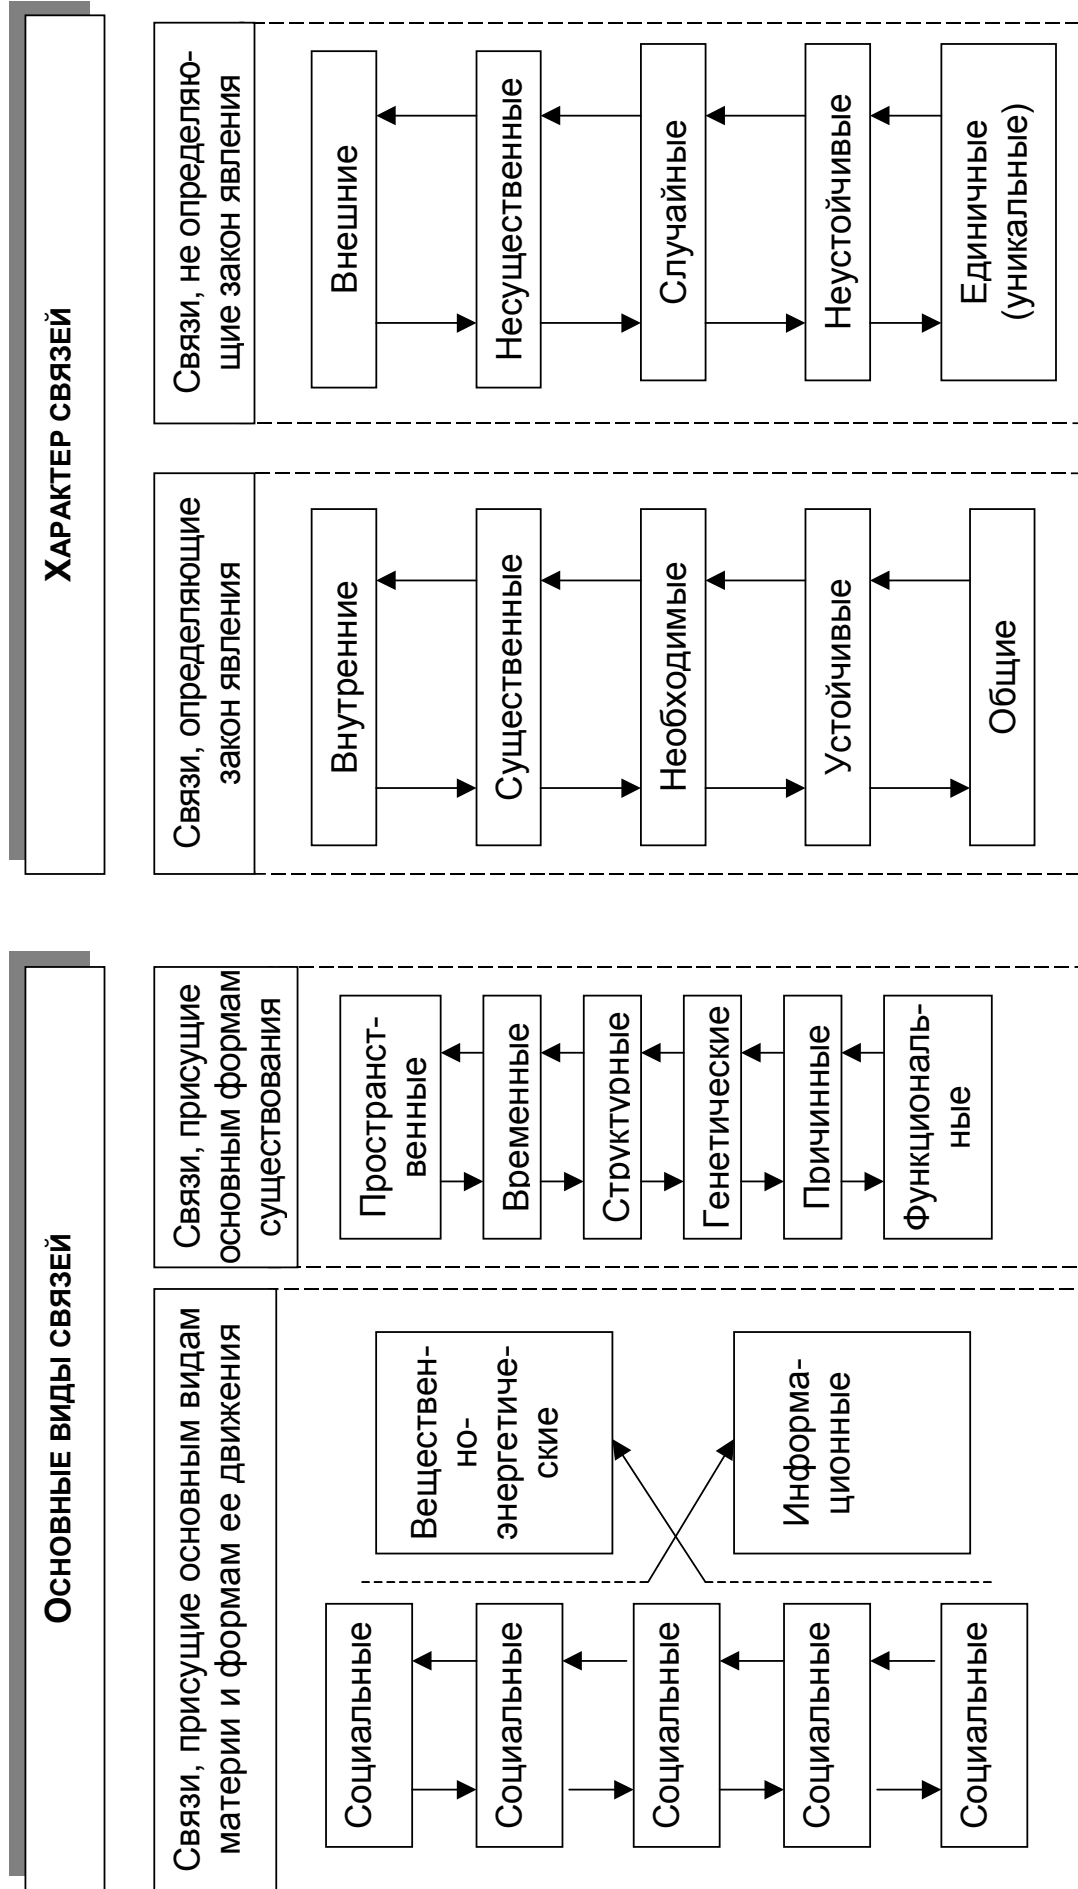 ОСНОВНЫЕ ВИДЫ СВЯЗЕЙ
Связи, присущие основным видам
материи и формам ее движения
Социальные
Социальные
Социальные
Социальные
Социальные
Веществен-
но-
энергетиче-
ские
Информа-
ционные
Связи, присущие
основным формам
существования
Пространст-
венные
Временные
Структурные
Генетические
Причинные
Функциональ-
ные
ХАРАКТЕР СВЯЗЕЙ
Связи, определяющие
закон явления
Внутренние
Существенные
Необходимые
Устойчивые
Общие
Связи, не определяю-
щие закон явления
Внешние
Несущественные
Случайные
Неустойчивые
Единичные
(уникальные)